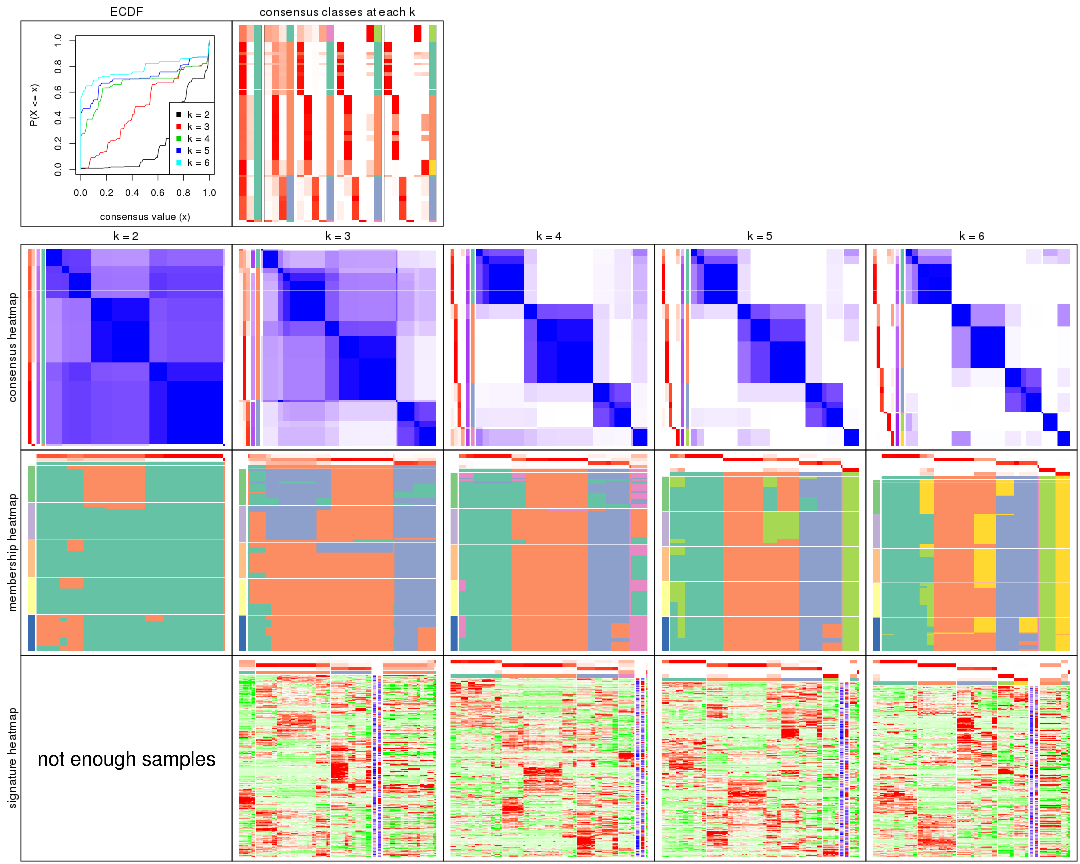 ECDF
consensus classes at each k
P(X <= x)
0.0 0.2 0.4 0.6 0.8 1.0
k = 2
k = 3
k = 4
k = 5
k = 6
0.0 0.2 0.4 0.6 0.8 1.0
consensus value (x)
k = 2
k = 3
k = 4
k = 5
k = 6
consensus heatmap
membership heatmap
signature heatmap
not enough samples